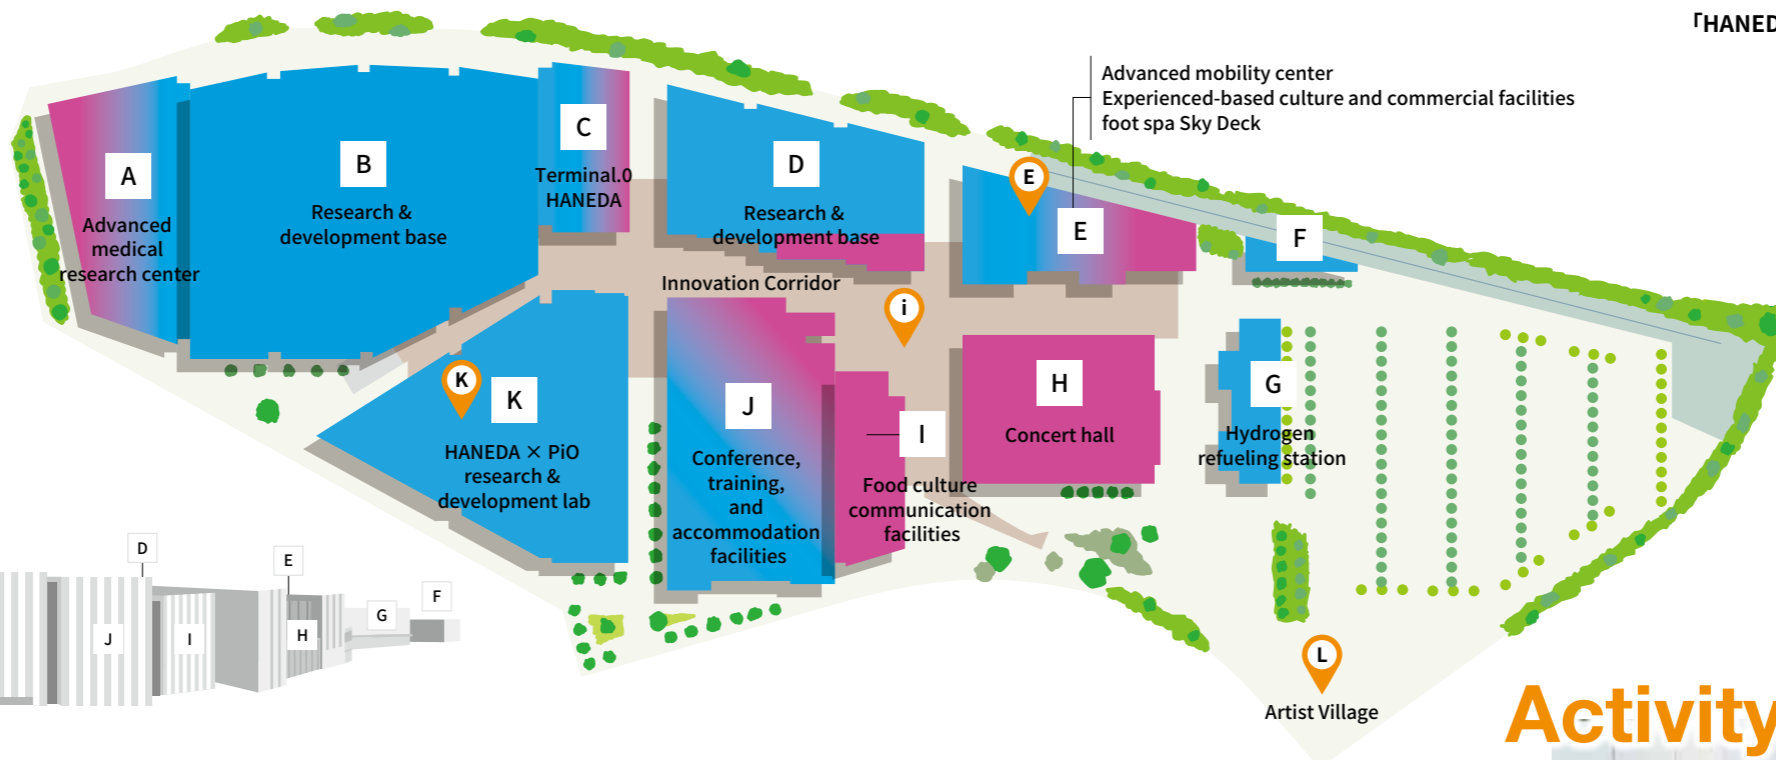 「HANED
Advanced mobility center
Experienced-based culture and commercial facilities
foot spa Sky Deck
A
Advanced
medical
research center
B
Research &
development base
C
Terminal.0
HANEDA
D
Research &
development base
E
E
F
Innovation Corridor
i
K
K
HANEDA × PiO
research &
development lab
J
Conference,
training,
and
accommodation
facilities
I
Food culture
communication
facilities
H
Concert hall
G
Hydrogen
refueling station
D
E
F
G
H
I
J
L
Artist Village
Activity